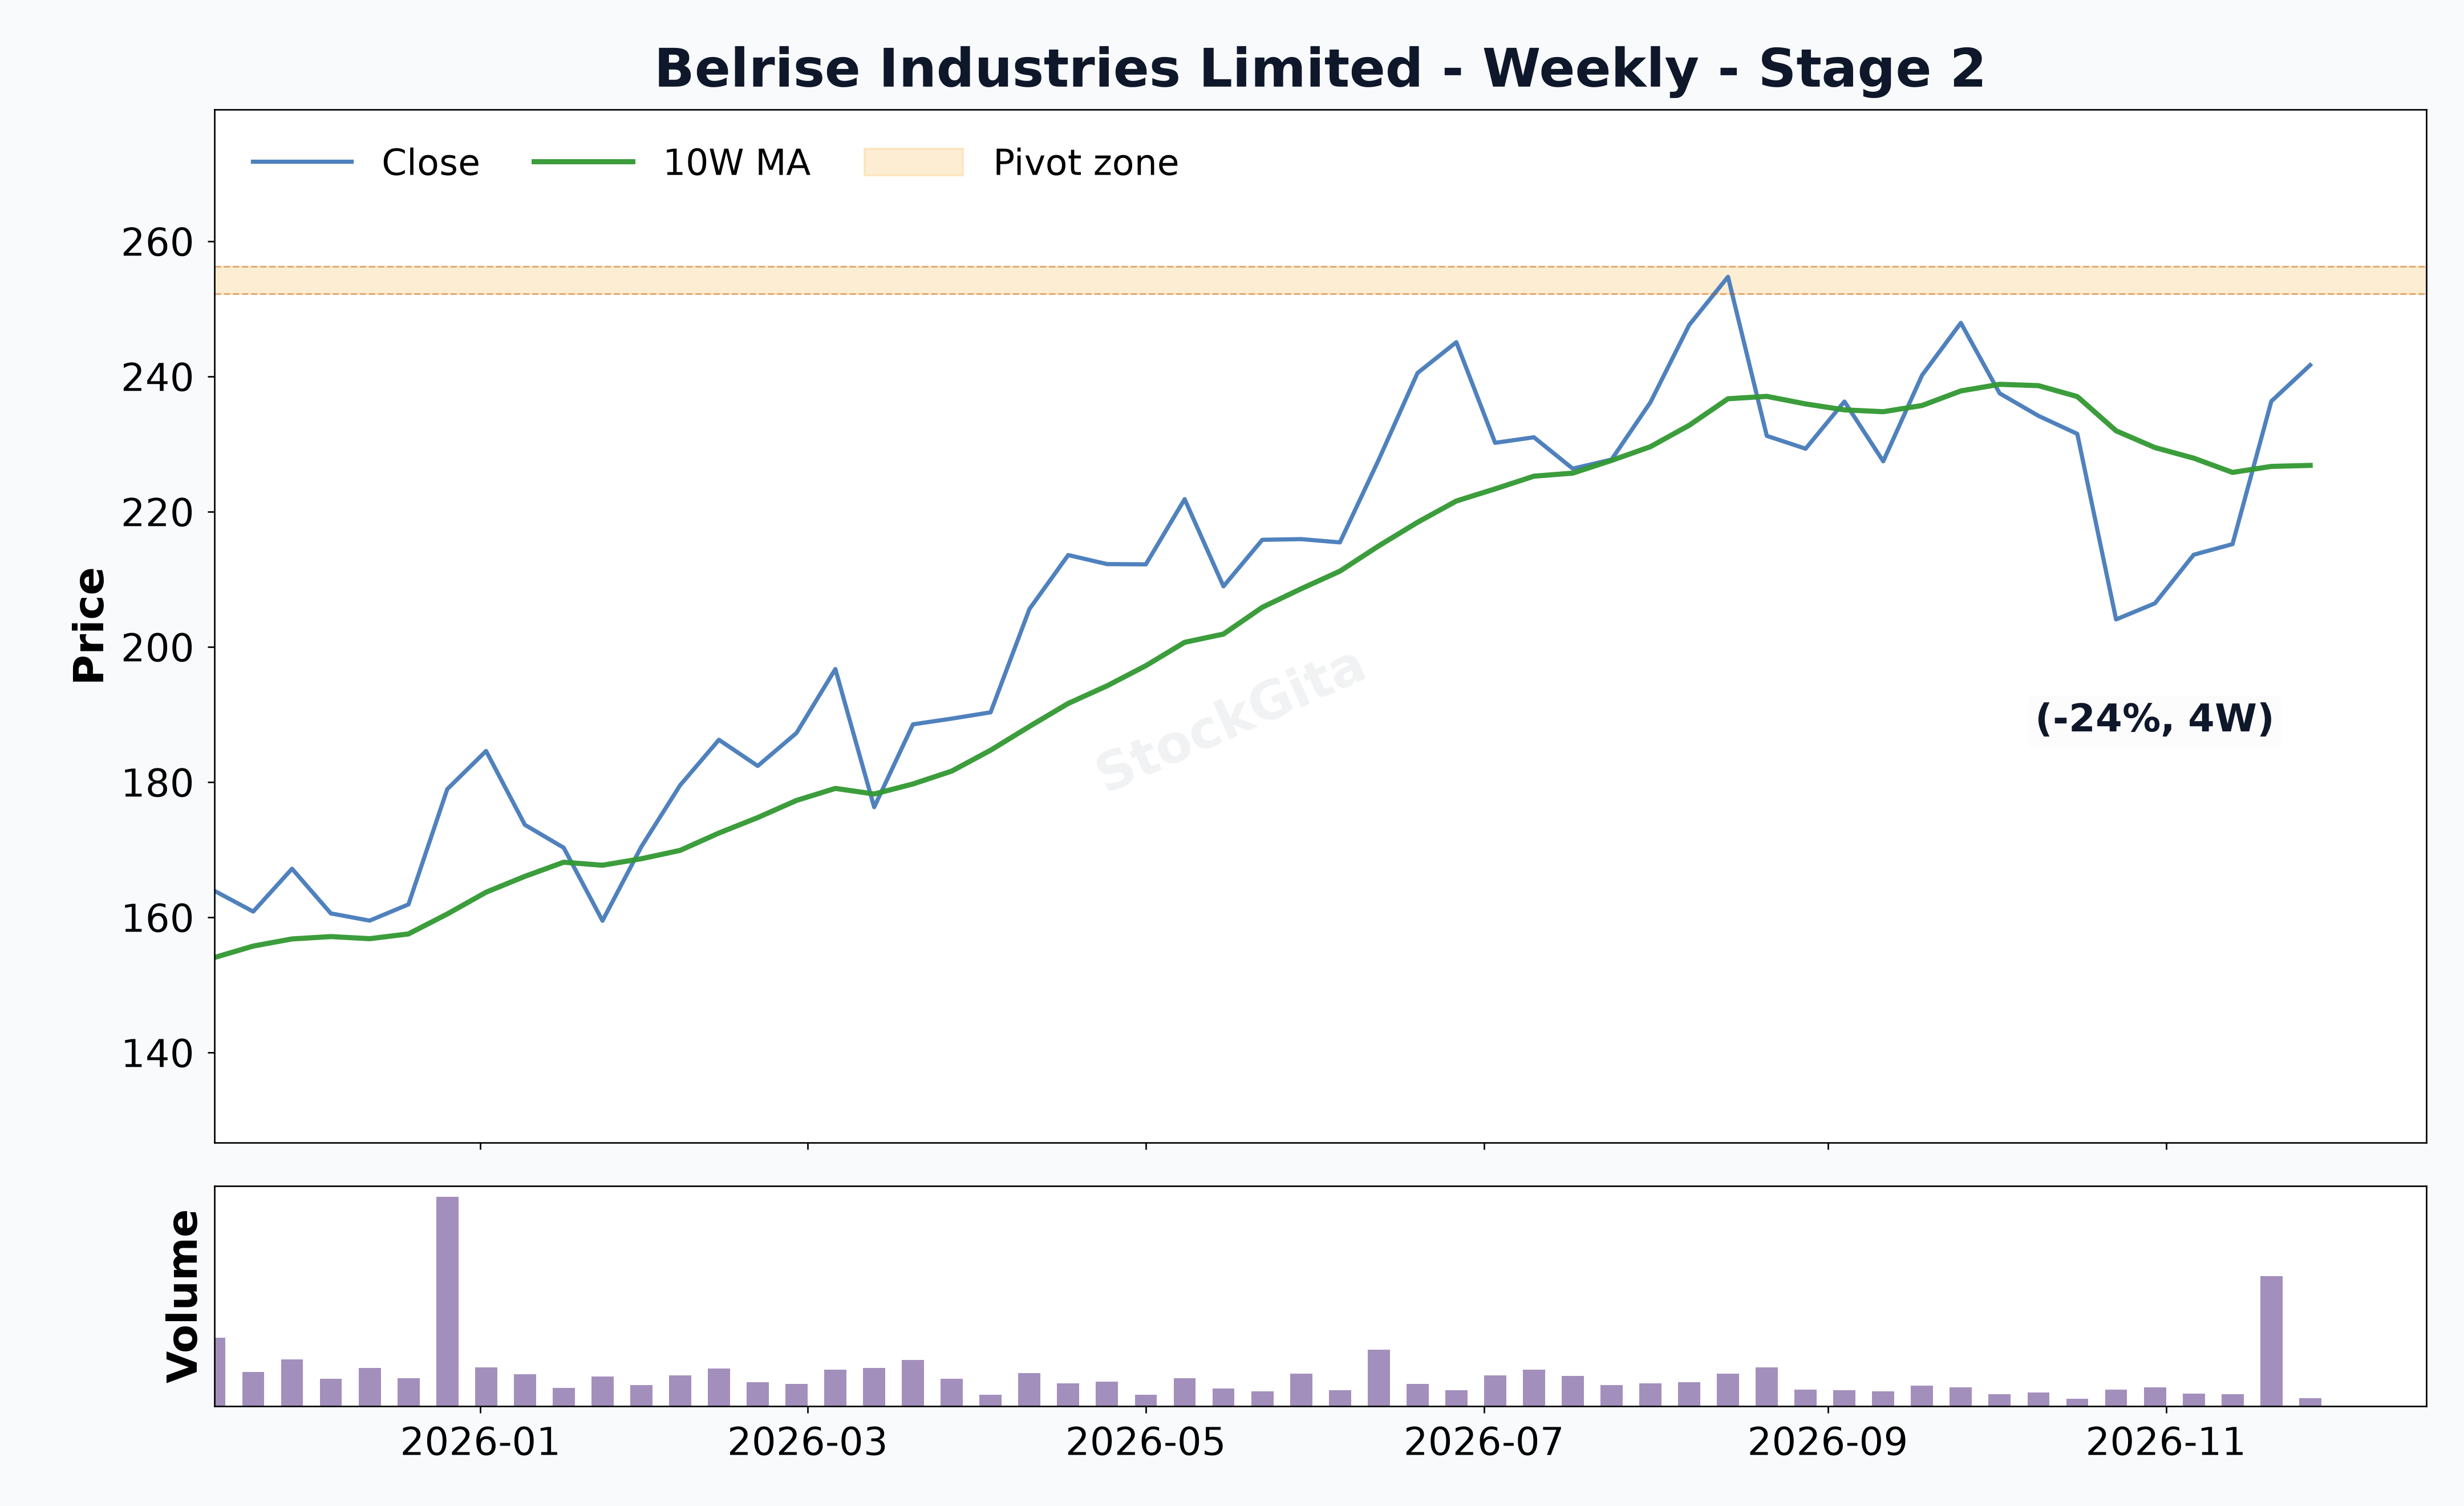 Belrise Industries Limited - Weekly - Stage 2
Close 10W MA Pivot zone
260
240
220
200
180
160
140
Price
StockGita
(-24%, 4W)
Volume
2026-01 2026-03 2026-05 2026-07 2026-09 2026-11